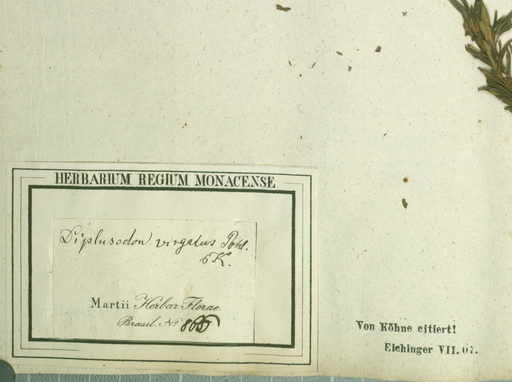 HERBARIUM REGIUM MONACENSE
Diplusodon virgatus Pohl.
K.
Martii Herbar. Florae
Brasil. No
Von Köhne citiert!
Eichinger VII. 07.